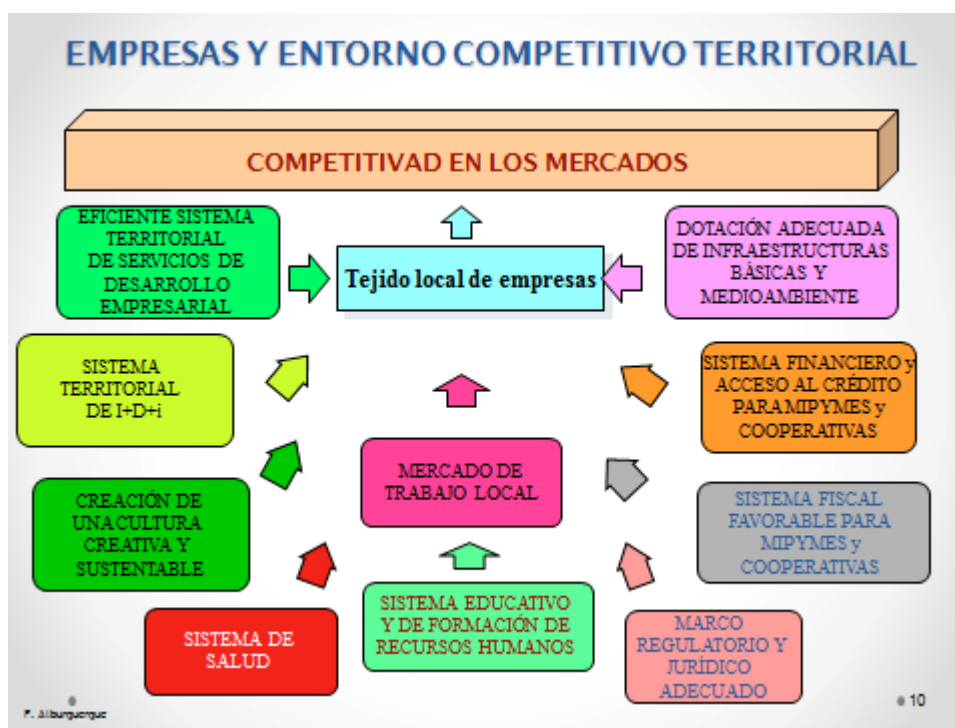 EMPRESAS Y ENTORNO COMPETITIVO TERRITORIAL
COMPETITIVAD EN LOS MERCADOS
EFICIENTE SISTEMA
TERRITORIAL
DE SERVICIOS DE
DESARROLLO
EMPRESARIAL
Tejido local de empresas
DOTACIÓN ADECUADA
DE INFRAESTRUCTURAS
BÀSICAS Y
MEDIOAMBIENTE
SISTEMA
TERRITORIAL
DE I+D+i
SISTEMA FINANCIERO y
ACCESO AL CRÉDITO
PARA MIPYMES y
COOPERATIVAS
MERCADO DE
TRABAJO LOCAL
CREACIÓN DE
UNA CULTURA
CREATIVA Y
SUSTENTABLE
SISTEMA FISCAL
FAVORABLE PARA
MIPYMES y
COOPERATIVAS
SISTEMA DE
SALUD
SISTEMA EDUCATIVO
Y DE FORMACIÓN DE
RECURSOS HUMANOS
MARCO
REGULATORIO Y
JURÍDICO
ADECUADO
F. Alburquerque
10